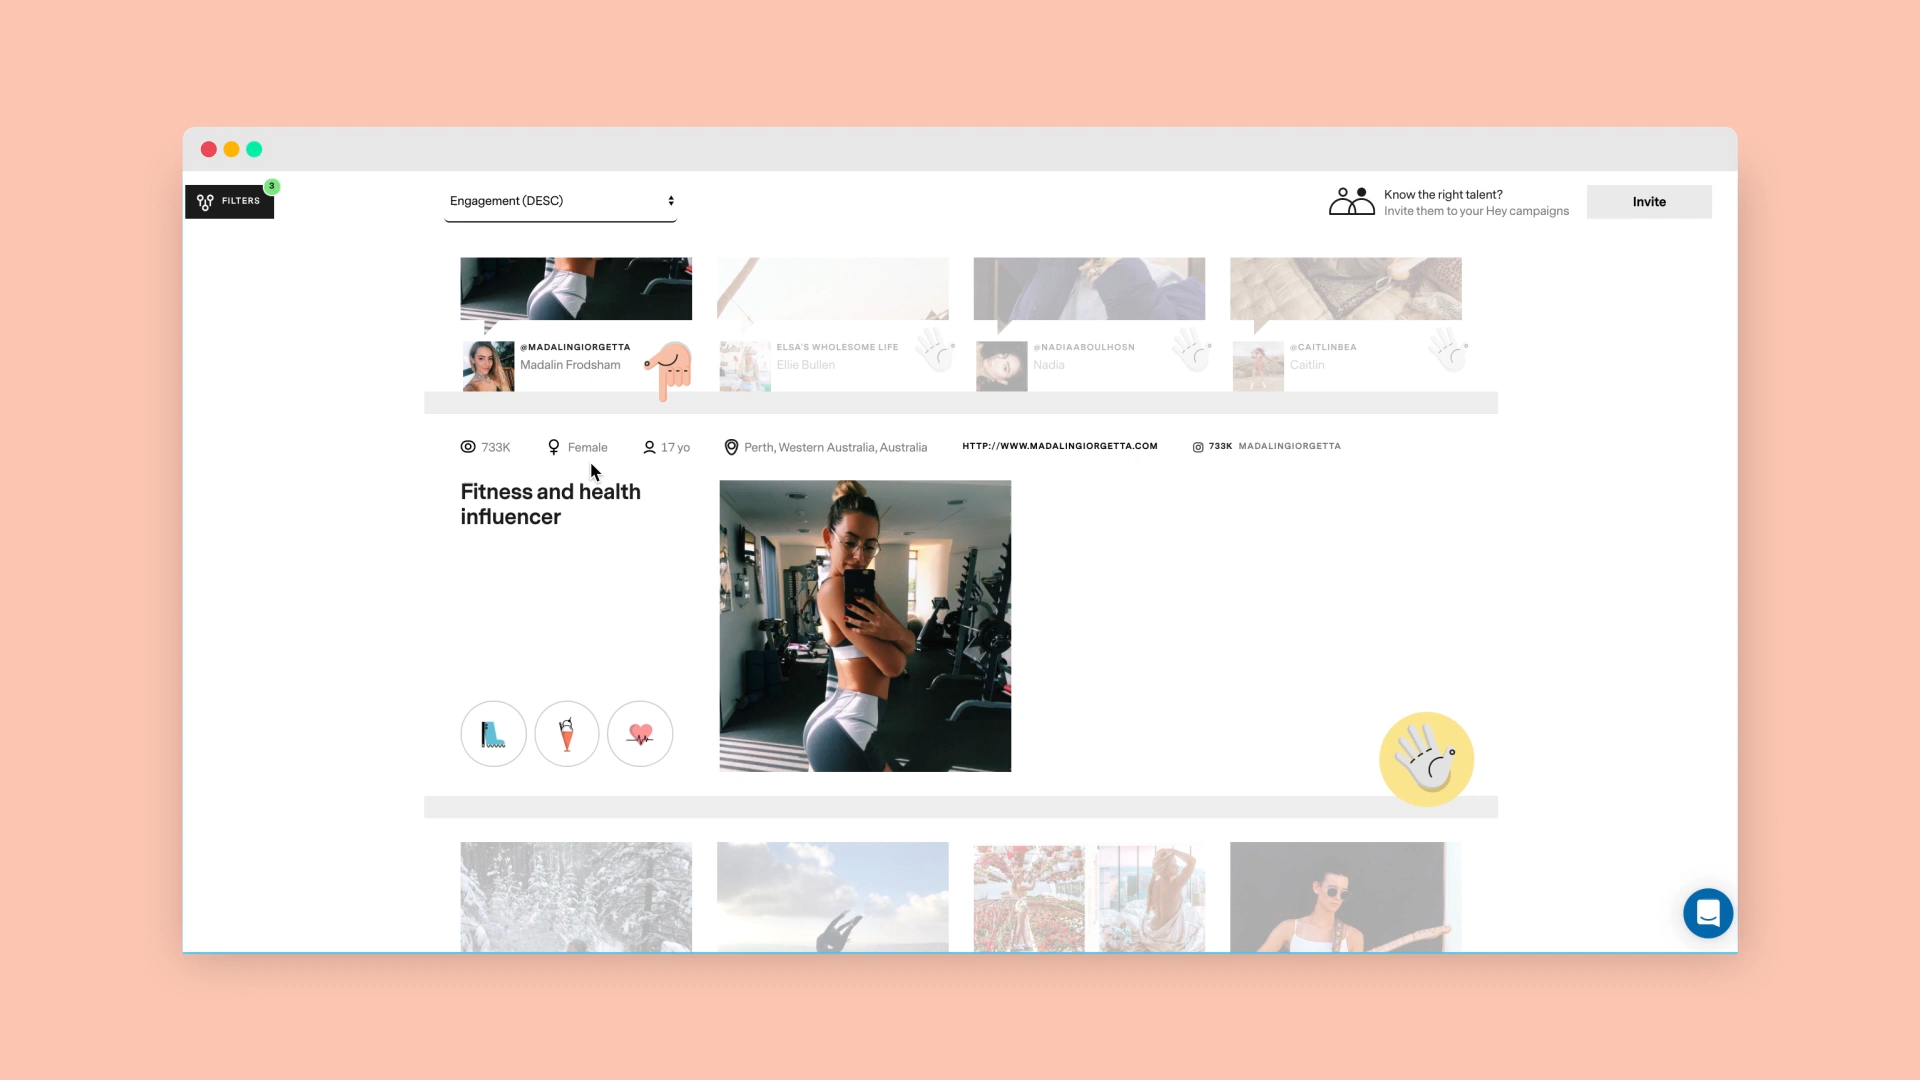 3
FILTERS
Engagement (DESC)
Know the right talent?
Invite them to your Hey campaigns
Invite
@MADALINGIORGETTA
Madalin Frodsham
ELSA'S WHOLESOME LIFE
Ellie Bullen
@NADIAABOULHOSN
Nadia
@CAITLINBEA
Caitlin
733K
Female
17 yo
Perth, Western Australia, Australia
HTTP://WWW.MADALINGIORGETTA.COM
733K MADALINGIORGETTA
Fitness and health
influencer